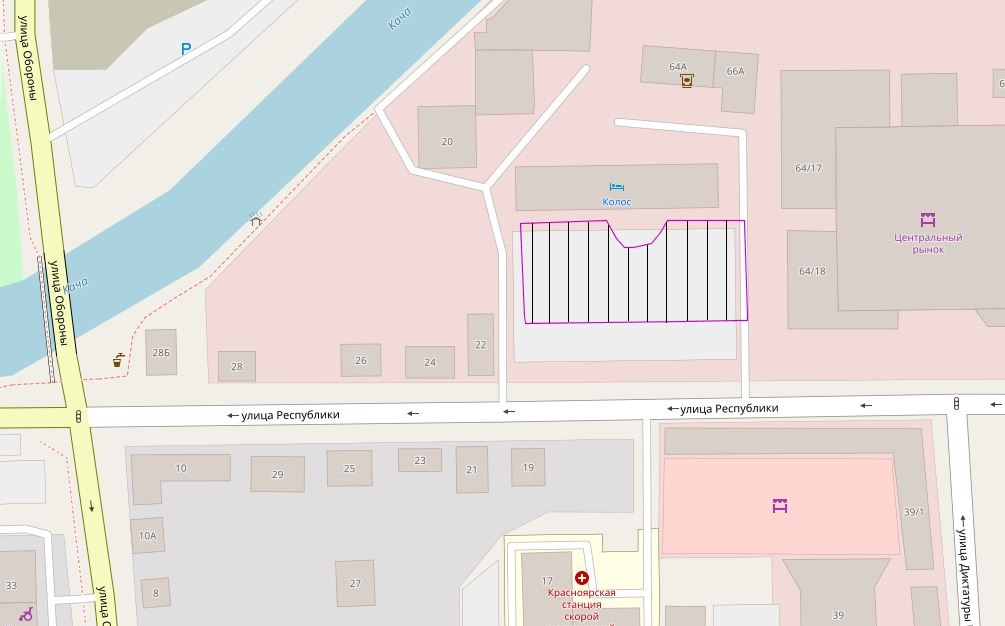 Кача
улица Обороны
P
64А
66А
6
20
64/17
Колос
Центральный
рынок
улица Обороны
Кача
64/18
28Б
22
26
24
28
улица Республики
улица Республики
10
29
25
23
21
19
39/1
10А
улица Диктатуры
27
17
Красноярская
станция
скорой
33
8
39
улица О